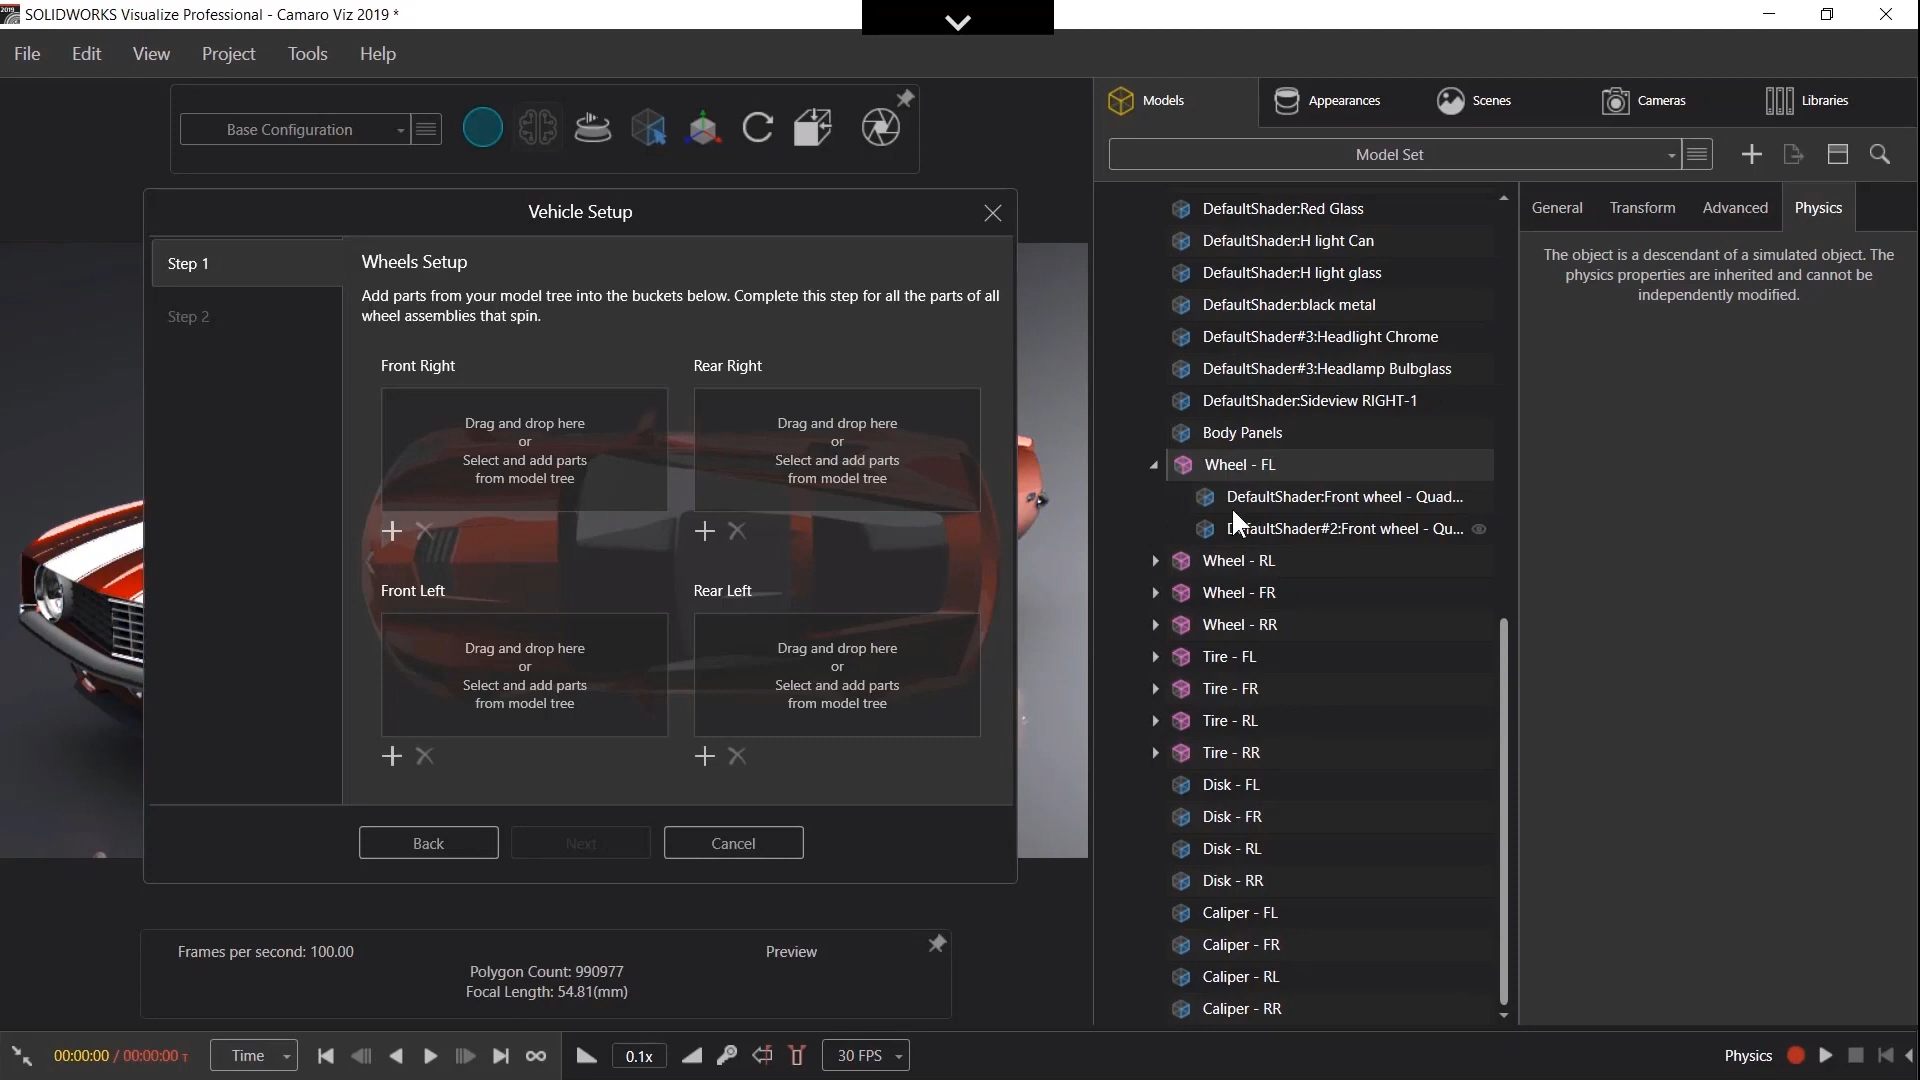 SOLIDWORKS Visualize Professional - Camaro Viz 2019 *
File Edit View Project Tools Help
Base Configuration
Models Appearances Scenes Cameras Libraries
Model Set
General Transform Advanced Physics
The object is a descendant of a simulated object. The
physics properties are inherited and cannot be
independently modified.
Vehicle Setup
Step 1
Step 2
Wheels Setup
Add parts from your model tree into the buckets below. Complete this step for all the parts of all
wheel assemblies that spin.
Front Right
Drag and drop here
or
Select and add parts
from model tree
Rear Right
Drag and drop here
or
Select and add parts
from model tree
Front Left
Drag and drop here
or
Select and add parts
from model tree
Rear Left
Drag and drop here
or
Select and add parts
from model tree
Back Next Cancel
DefaultShader:Red Glass
DefaultShader:H light Can
DefaultShader:H light glass
DefaultShader:black metal
DefaultShader#3:Headlight Chrome
DefaultShader#3:Headlamp Bulbglass
DefaultShader:Sideview RIGHT-1
Body Panels
Wheel - FL
DefaultShader:Front wheel - Quad...
DefaultShader#2:Front wheel - Qu...
Wheel - RL
Wheel - FR
Wheel - RR
Tire - FL
Tire - FR
Tire - RL
Tire - RR
Disk - FL
Disk - FR
Disk - RL
Disk - RR
Caliper - FL
Caliper - FR
Caliper - RL
Caliper - RR
Frames per second: 100.00
Preview
Polygon Count: 990977
Focal Length: 54.81(mm)
00:00:00 / 00:00:00 T Time 0.1x 30 FPS Physics